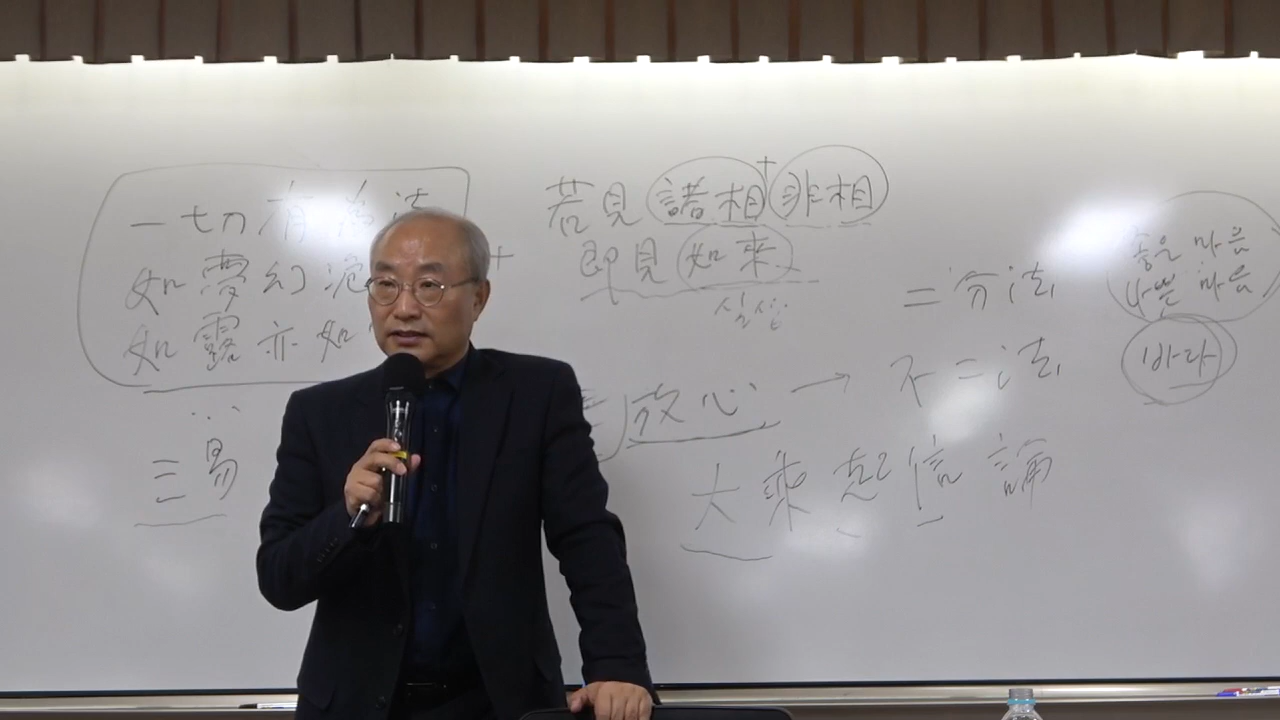 一切有為法
如夢幻泡
如露亦如
三易
若見諸相+非相
即見如来
실상
放心 → 不二法
二分法
大乘起信論
좋은 마음
나쁜 마음
바라